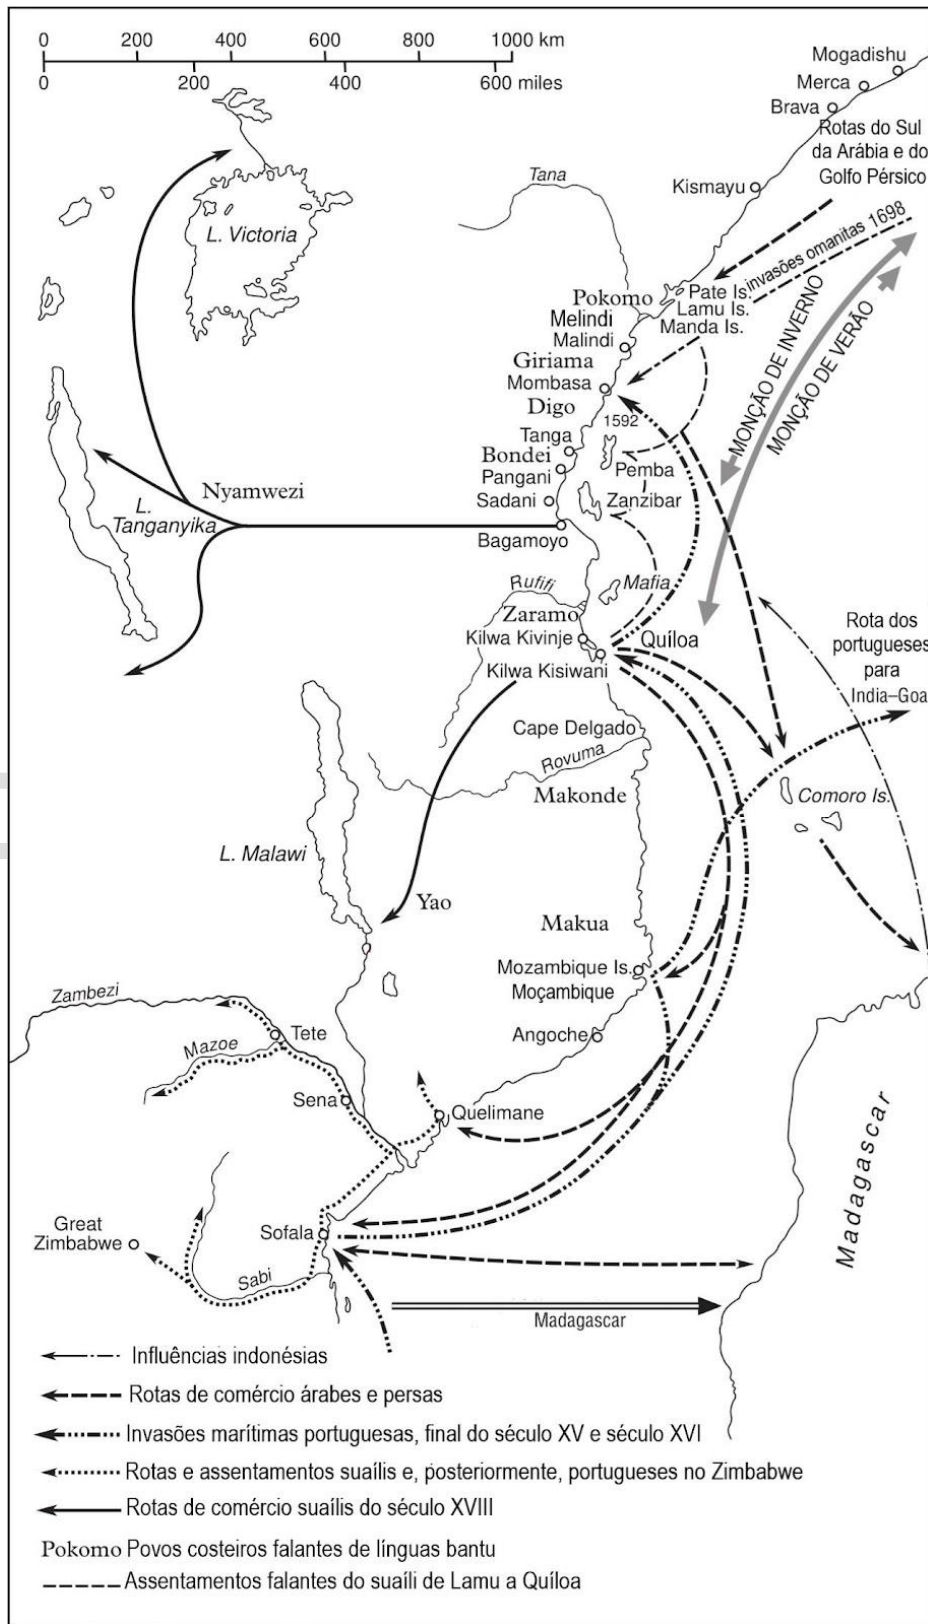 0 200 400 600 800 1000 km
0 200 400 600 miles
Mogadishu
Merca
Brava
Rotas do Sul
da Arábia e do
Golfo Pérsico
Kismayu
Tana
L. Victoria
invasões omanitas 1698
Pate Is.
Lamu Is.
Manda Is.
Pokomo
Melindi
Malindi
Giriama
Mombasa
Digo
1592
MONÇÃO DE INVERNO
MONÇÃO DE VERÃO
Tanga
Bondei
Pangani
Pemba
Sadani
Zanzibar
Nyamwezi
L.
Tanganyika
Bagamoyo
Rufifi
Mafia
Zaramo
Kilwa Kivinje
Quíloa
Kilwa Kisiwani
Rota dos
portugueses
para
India–Goa
Cape Delgado
Rovuma
Makonde
Comoro Is.
L. Malawi
Yao
Makua
Mozambique Is.
Moçambique
Zambezi
Tete
Mazoe
Angoche
Sena
Quelimane
Madagascar
Great
Zimbabwe
Sofala
Sabi
Madagascar
Influências indonésias
Rotas de comércio árabes e persas
Invasões marítimas portuguesas, final do século XV e século XVI
Rotas e assentamentos suaílis e, posteriormente, portugueses no Zimbabwe
Rotas de comércio suaílis do século XVIII
Pokomo Povos costeiros falantes de línguas bantu
Assentamentos falantes do suaíli de Lamu a Quíloa